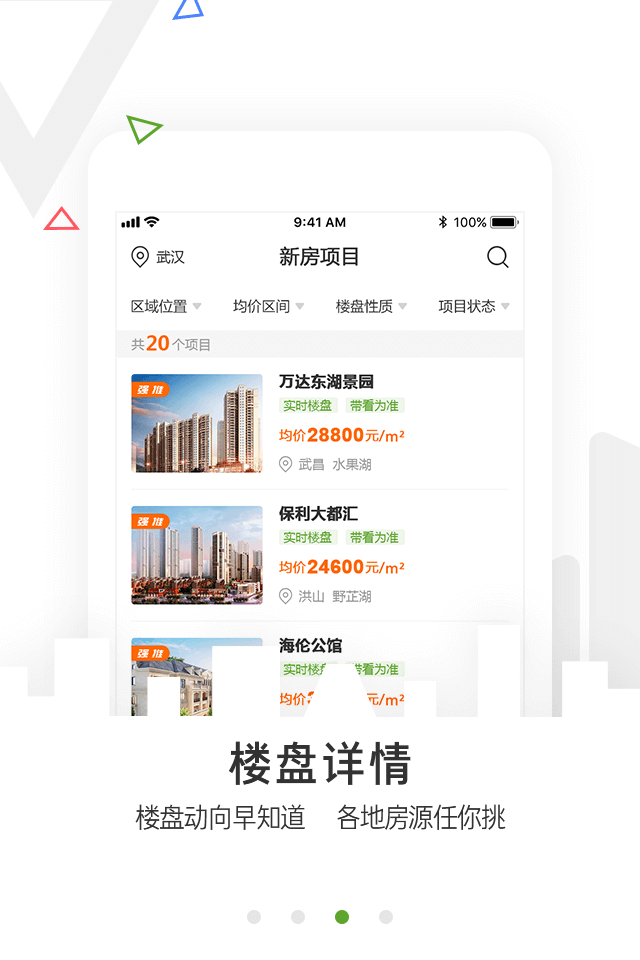 9:41 AM 100%
武汉 新房项目
区域位置 均价区间 楼盘性质 项目状态
共20个项目
强推
万达东湖景园
实时楼盘 带看为准
均价28800元/m²
武昌 水果湖
强推
保利大都汇
实时楼盘 带看为准
均价24600元/m²
洪山 野芷湖
强推
海伦公馆
实时楼盘 带看为准
均价 元/m²
楼盘详情
楼盘动向早知道 各地房源任你挑